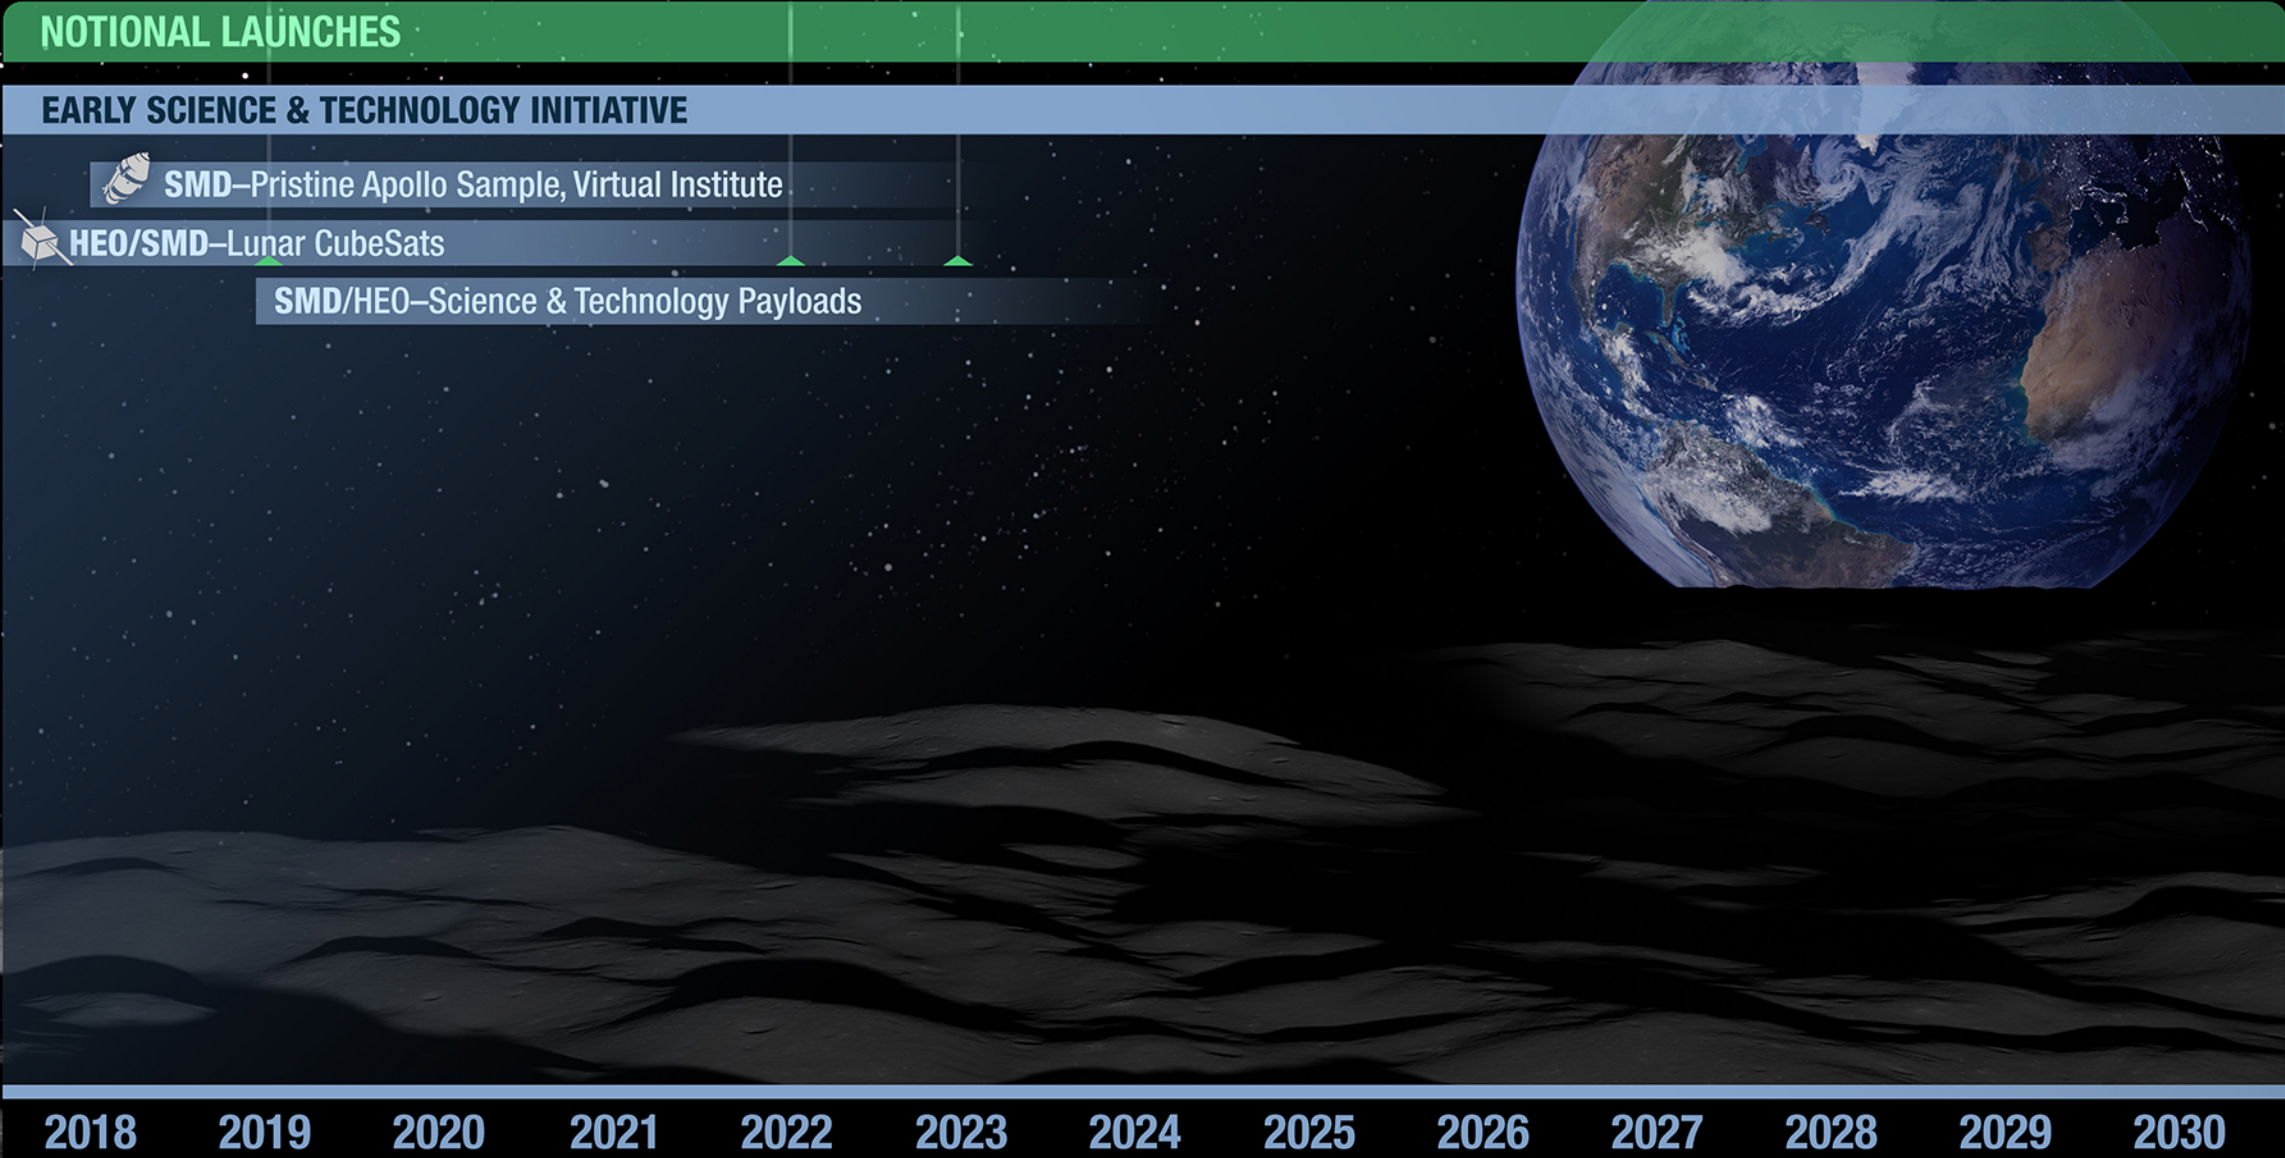 NOTIONAL LAUNCHES
EARLY SCIENCE & TECHNOLOGY INITIATIVE
SMD–Pristine Apollo Sample, Virtual Institute
HEO/SMD–Lunar CubeSats
SMD/HEO–Science & Technology Payloads
2018 2019 2020 2021 2022 2023 2024 2025 2026 2027 2028 2029 2030